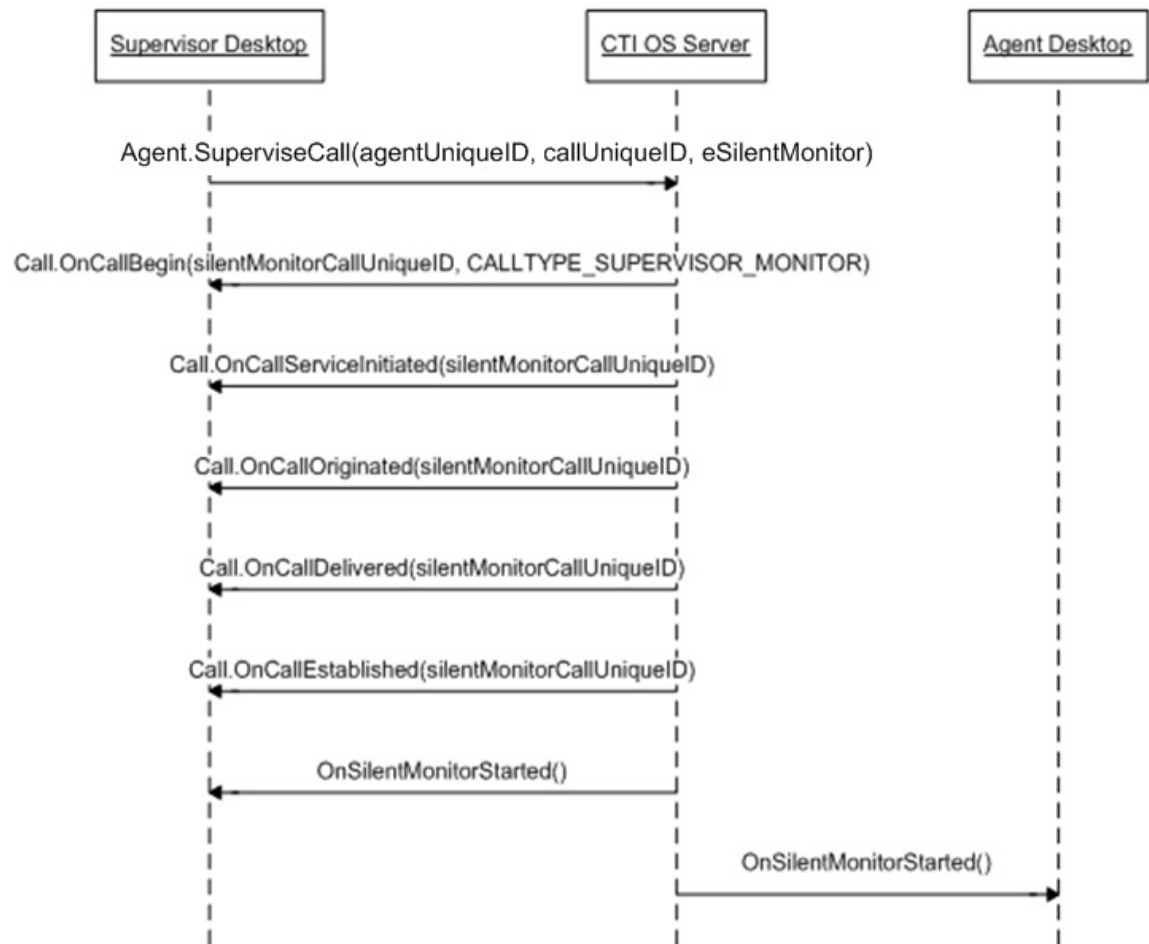 Supervisor Desktop
CTI OS Server
Agent Desktop
Agent.SuperviseCall(agentUniqueID, callUniqueID, eSilentMonitor)
Call.OnCallBegin(silentMonitorCallUniqueID, CALLTYPE_SUPERVISOR_MONITOR)
Call.OnCallServiceInitiated(silentMonitorCallUniqueID)
Call.OnCallOriginated(silentMonitorCallUniqueID)
Call.OnCallDelivered(silentMonitorCallUniqueID)
Call.OnCallEstablished(silentMonitorCallUniqueID)
OnSilentMonitorStarted()
OnSilentMonitorStarted()